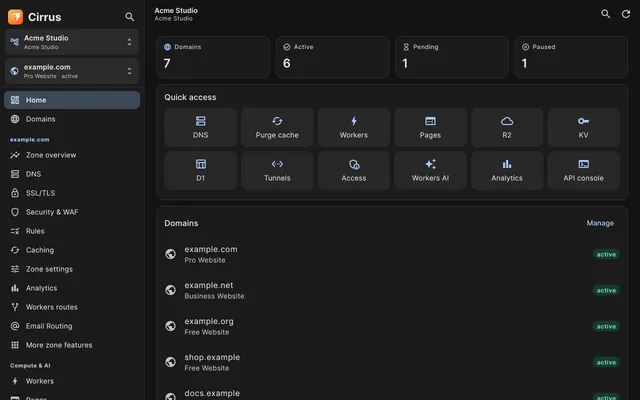 Cirrus
Acme Studio
Acme Studio
example.com
Pro Website · active
Home
Domains
example.com
Zone overview
DNS
SSL/TLS
Security & WAF
Rules
Caching
Zone settings
Analytics
Workers routes
Email Routing
More zone features
Compute & AI
Workers
Pages
Acme Studio
Acme Studio
Domains
7
Active
6
Pending
1
Paused
1
Quick access
DNS
Purge cache
Workers
Pages
R2
KV
D1
Tunnels
Access
Workers AI
Analytics
API console
Domains
Manage
example.com
Pro Website
active
example.net
Business Website
active
example.org
Free Website
active
shop.example
Free Website
active
docs.example
active